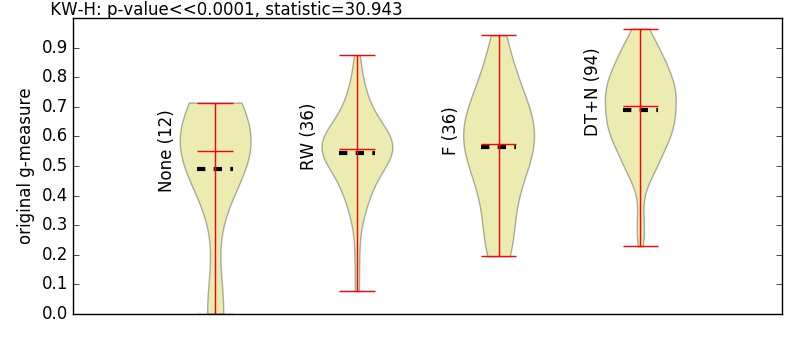 KW-H: p-value<<0.0001, statistic=30.943
original g-measure
0.9
0.8
0.7
0.6
0.5
0.4
0.3
0.2
0.1
0.0
None (12)
RW (36)
F (36)
DT+N (94)